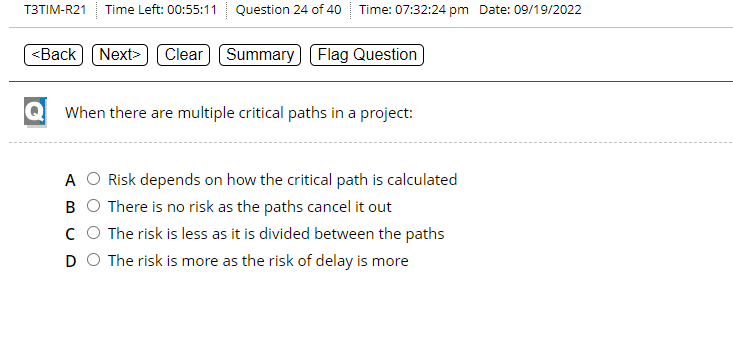 T3TIM-R21 Time Left: 00:55:11 Question 24 of 40 Time: 07:32:24 pm Date: 09/19/2022
<Back Next> Clear Summary Flag Question
Q When there are multiple critical paths in a project:
A Risk depends on how the critical path is calculated
B There is no risk as the paths cancel it out
C The risk is less as it is divided between the paths
D The risk is more as the risk of delay is more